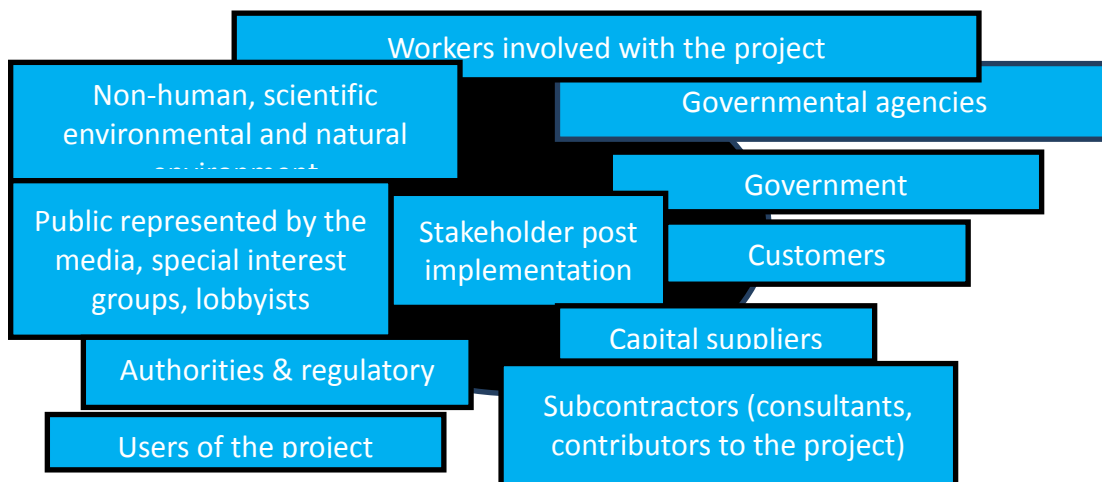 Workers involved with the project
Non-human, scientific
environmental and natural
environment
Governmental agencies
Government
Public represented by the
media, special interest
groups, lobbyists
Stakeholder post
implementation
Customers
Capital suppliers
Authorities & regulatory
Subcontractors (consultants,
contributors to the project)
Users of the project